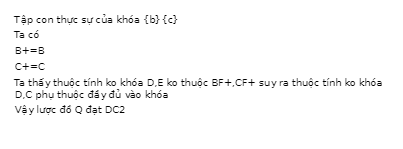 Tập con thực sự của khóa {b} {c}
Ta có
B+=B
C+=C
Ta thấy thuộc tính ko khóa D,E ko thuộc BF+,CF+ suy ra thuộc tính ko khóa
D,C phụ thuộc đầy đủ vào khóa
Vậy lược đồ Q đạt DC2